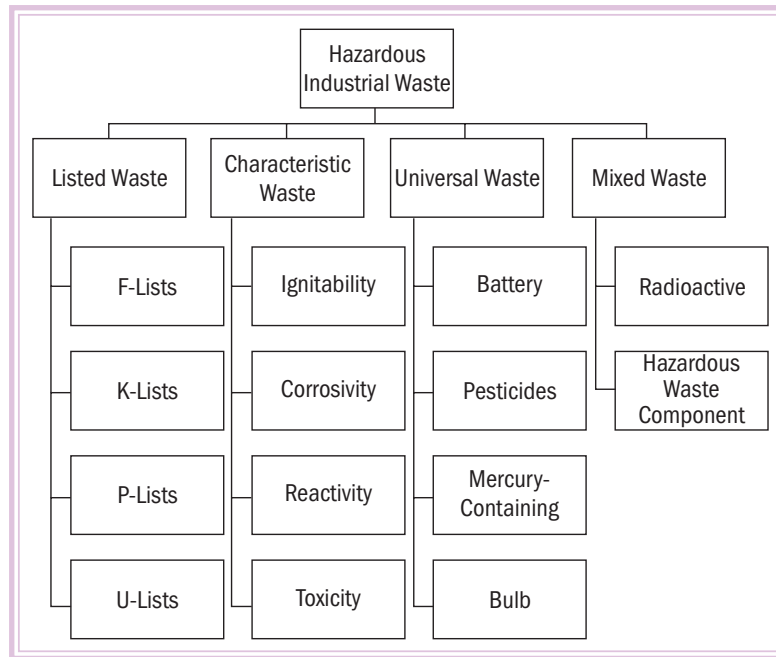 Hazardous
Industrial Waste
Listed Waste
Characteristic
Waste
Universal Waste
Mixed Waste
F-Lists
Ignitability
Battery
Radioactive
K-Lists
Corrosivity
Pesticides
Hazardous
Waste
Component
P-Lists
Reactivity
Mercury-
Containing
U-Lists
Toxicity
Bulb